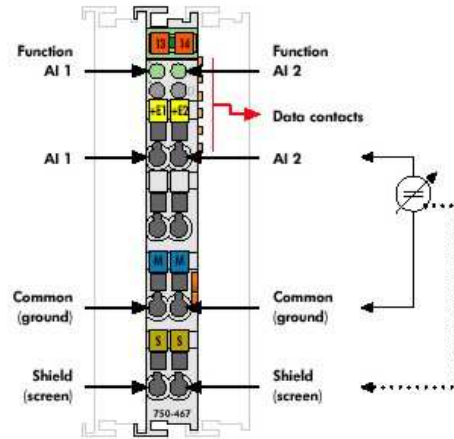 13 14
Function
AI 1
Function
AI 2
+E1 +E2
Data contacts
AI 1
AI 2
M M
Common
(ground)
Common
(ground)
S S
Shield
(screen)
Shield
(screen)
750-467